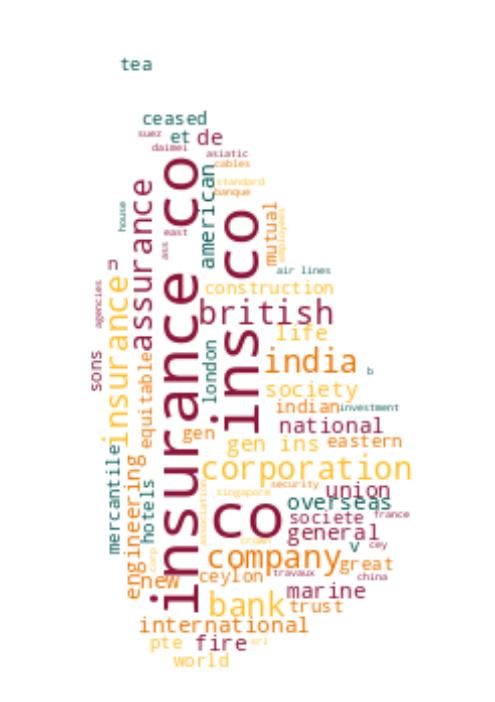 tea
ceased
suez
et
de
daimei
asiatic
cables
insurance co
american
standard
banque
assurance
house
mutual
employees
ins co
east
ass
n
air lines
insurance
construction
agencies
british
life
london
sons
equitable
india
b
society
indian
investment
national
gen
gen ins
eastern
mercantile
engineering
corporation
hotels
association
singapore
security
union
overseas
co
societe
france
general
crown
v
cey
corp
company
great
new
ceylon
travaux
china
marine
bank
trust
international
pte
fire
sri
world